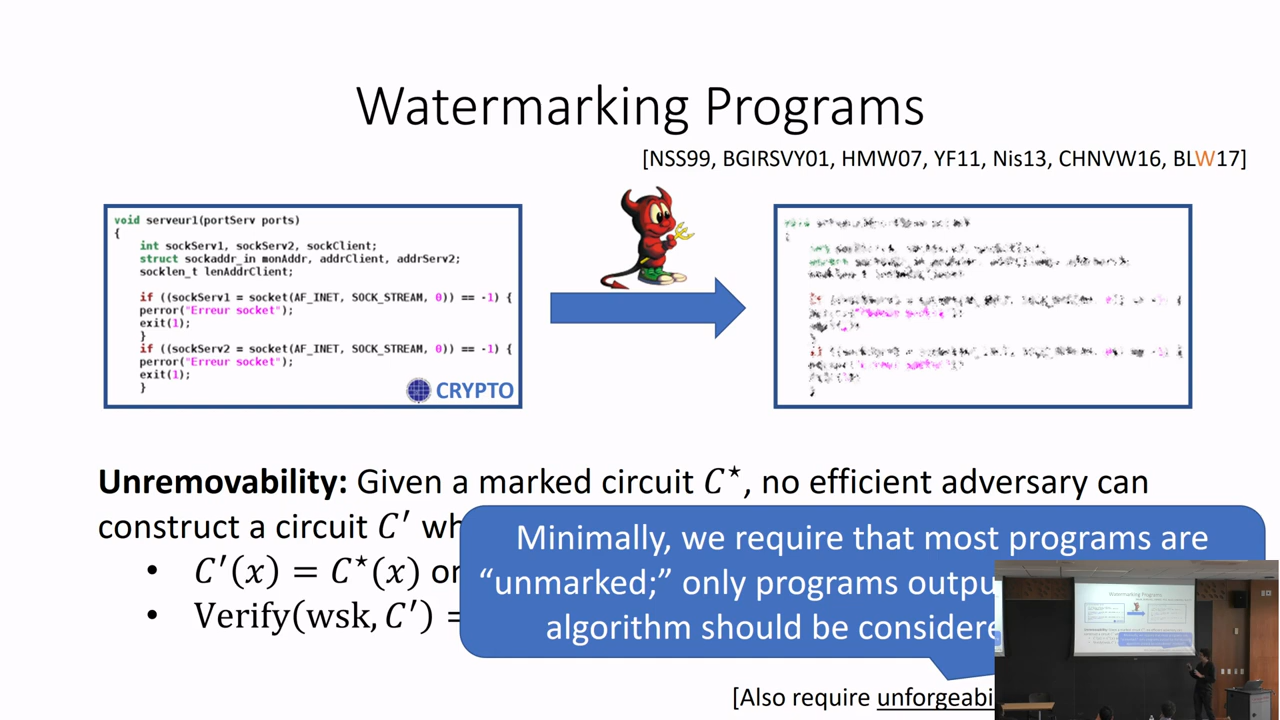 Watermarking Programs
[NSS99, BGIRSVY01, HMW07, YF11, Nis13, CHNVW16, BLW17]
void serveur1(portServ ports)
{
int sockServ1, sockServ2, sockClient;
struct sockaddr_in monAddr, addrClient, addrServ2;
socklen_t lenAddrClient;
if ((sockServ1 = socket(AF_INET, SOCK_STREAM, 0)) == -1) {
perror("Erreur socket");
exit(1);
}
if ((sockServ2 = socket(AF_INET, SOCK_STREAM, 0)) == -1) {
perror("Erreur socket");
exit(1);
}
CRYPTO
Unremovability: Given a marked circuit C⋆, no efficient adversary can
construct a circuit C′ wh
• C′(x) = C⋆(x) on
• Verify(wsk, C′) =
Minimally, we require that most programs are
“unmarked;” only programs outpu
algorithm should be considere
[Also require unforgeabi
Watermarking Programs